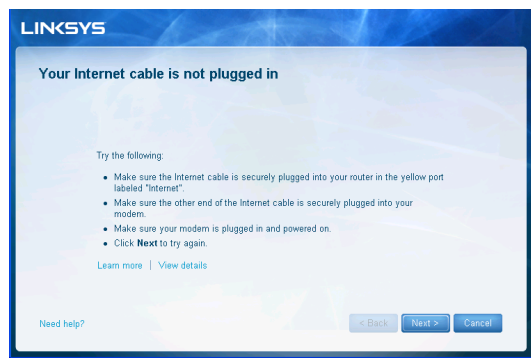 LINKSYS
Your Internet cable is not plugged in
Try the following:
• Make sure the Internet cable is securely plugged into your router in the yellow port
labeled "Internet".
• Make sure the other end of the Internet cable is securely plugged into your
modem.
• Make sure your modem is plugged in and powered on.
• Click Next to try again.
Learn more | View details
Need help?
< Back
Next >
Cancel